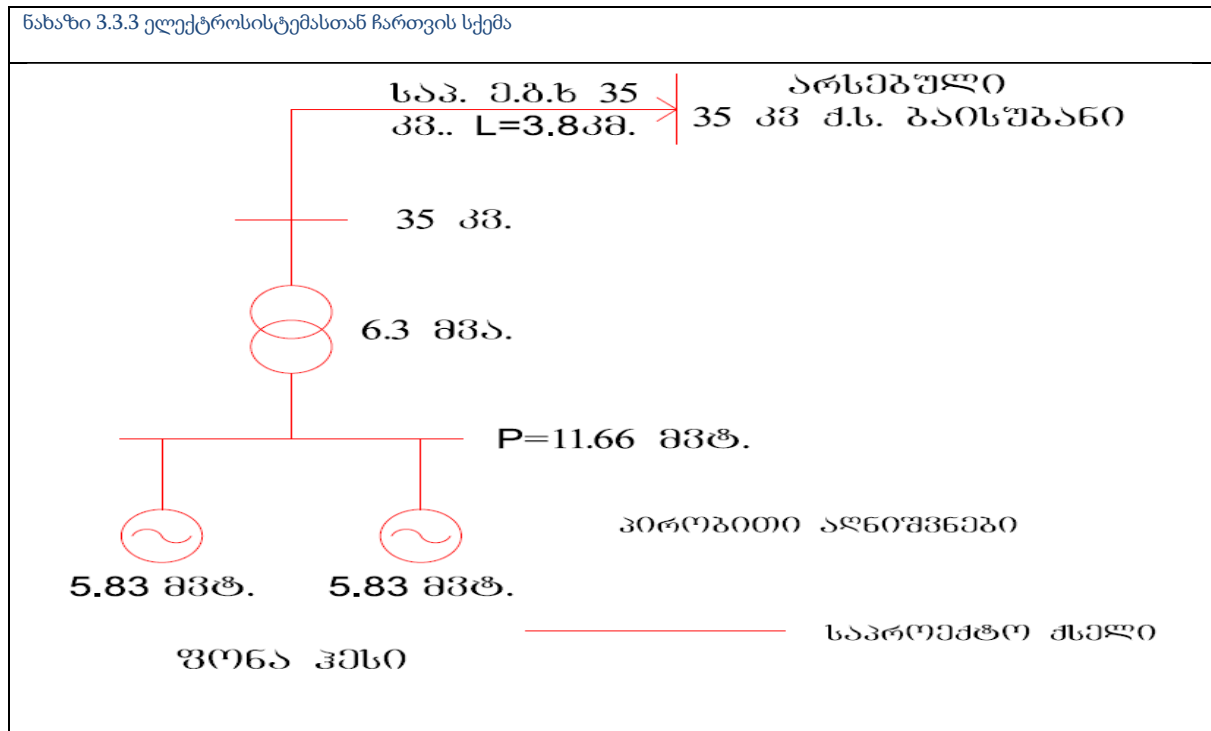 ნახაზი 3.3.3 ელექტროსისტემასთან ჩართვის სქემა
საპ. ე.გ.ხ 35
კვ.. L=3.8კმ.
არსებული
35 კვ ქ.ს. ბაისუბანი
35 კვ.
6.3 მვა.
P=11.66 მვტ.
პირობითი აღნიშვნები
5.83 მვტ.
5.83 მვტ.
საპროექტო ქსელი
ფონა ჰესი